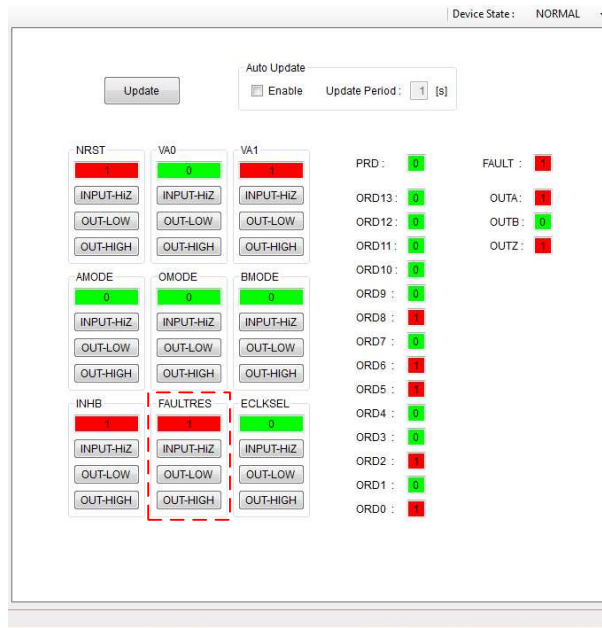 Device State : NORMAL
Auto Update
Update
Enable Update Period : 1 [s]
NRST VA0 VA1
1 0 1
INPUT-HiZ INPUT-HiZ INPUT-HiZ
OUT-LOW OUT-LOW OUT-LOW
OUT-HIGH OUT-HIGH OUT-HIGH
AMODE OMODE BMODE
0 0 0
INPUT-HiZ INPUT-HiZ INPUT-HiZ
OUT-LOW OUT-LOW OUT-LOW
OUT-HIGH OUT-HIGH OUT-HIGH
INHB FAULTRES ECLKSEL
1 1 0
INPUT-HiZ INPUT-HiZ INPUT-HiZ
OUT-LOW OUT-LOW OUT-LOW
OUT-HIGH OUT-HIGH OUT-HIGH
PRD : 0
ORD13 : 0
ORD12 : 0
ORD11 : 0
ORD10 : 0
ORD9 : 0
ORD8 : 1
ORD7 : 0
ORD6 : 1
ORD5 : 1
ORD4 : 0
ORD3 : 0
ORD2 : 1
ORD1 : 0
ORD0 : 1
FAULT : 1
OUTA : 1
OUTB : 0
OUTZ : 1